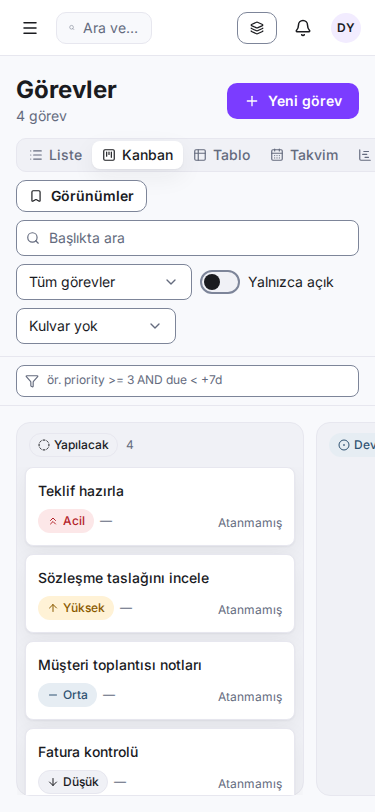 Ara ve...
DY
Görevler
4 görev
Yeni görev
Liste Kanban Tablo Takvim
Görünümler
Başlıkta ara
Tüm görevler
Yalnızca açık
Kulvar yok
ör. priority >= 3 AND due < +7d
Yapılacak 4
Dev
Teklif hazırla
Acil — Atanmamış
Sözleşme taslağını incele
Yüksek — Atanmamış
Müşteri toplantısı notları
Orta — Atanmamış
Fatura kontrolü
Düşük — Atanmamış